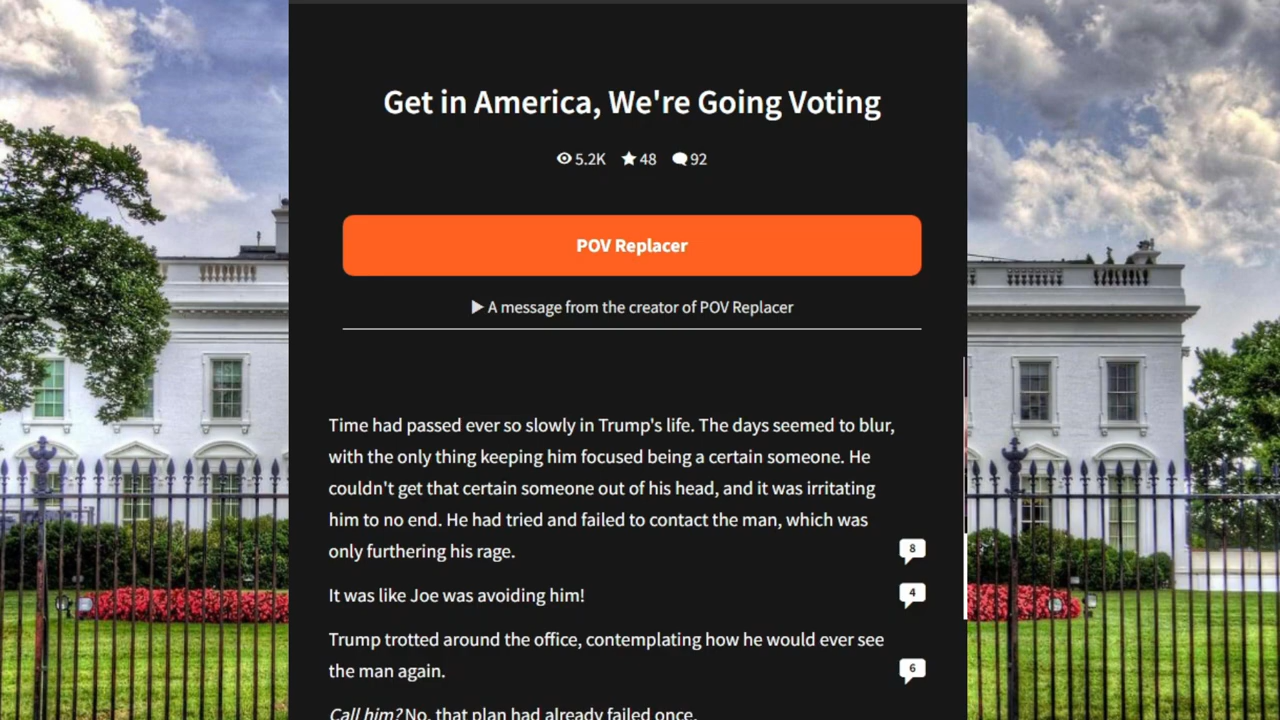 Get in America, We're Going Voting
5.2K 48 92
POV Replacer
▶ A message from the creator of POV Replacer
Time had passed ever so slowly in Trump's life. The days seemed to blur,
with the only thing keeping him focused being a certain someone. He
couldn't get that certain someone out of his head, and it was irritating
him to no end. He had tried and failed to contact the man, which was
only furthering his rage.
8
It was like Joe was avoiding him!
4
Trump trotted around the office, contemplating how he would ever see
the man again.
6
Call him? No, that plan had already failed once.